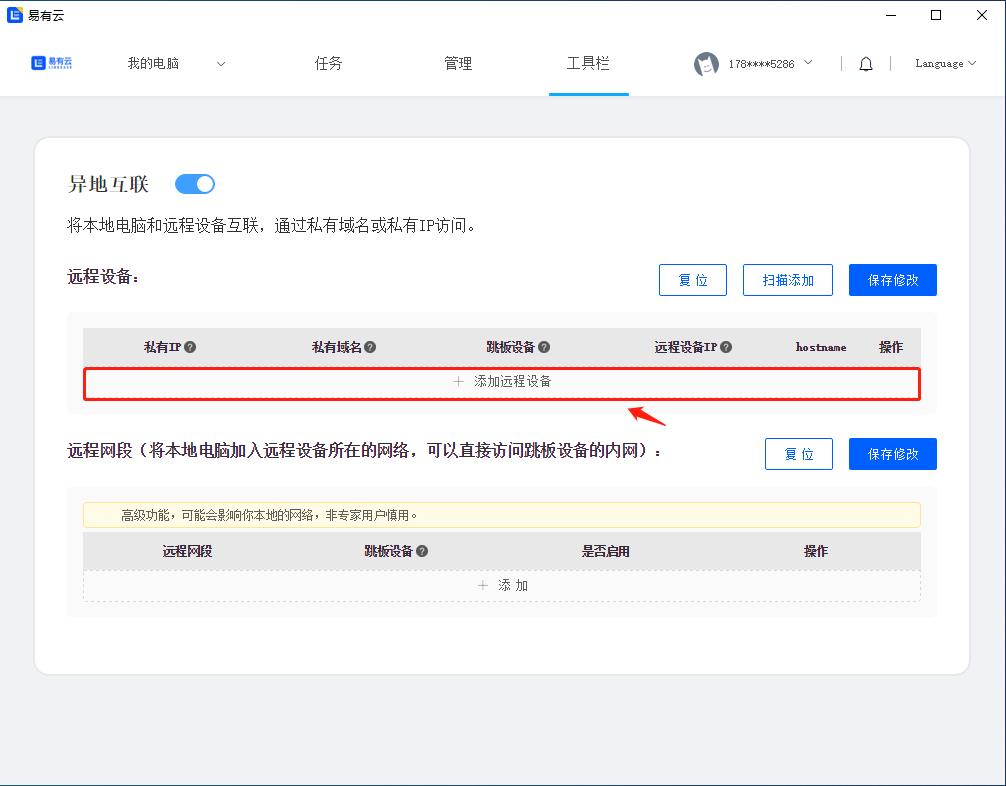 易有云
易有云 我的电脑 任务 管理 工具栏 178****5286 Language
LINKEASE
异地互联
将本地电脑和远程设备互联，通过私有域名或私有IP访问。
远程设备： 复 位 扫描添加 保存修改
私有IP 私有域名 跳板设备 远程设备IP hostname 操作
+ 添加远程设备
远程网段（将本地电脑加入远程设备所在的网络，可以直接访问跳板设备的内网）： 复 位 保存修改
高级功能，可能会影响你本地的网络，非专家用户慎用。
远程网段 跳板设备 是否启用 操作
+ 添 加